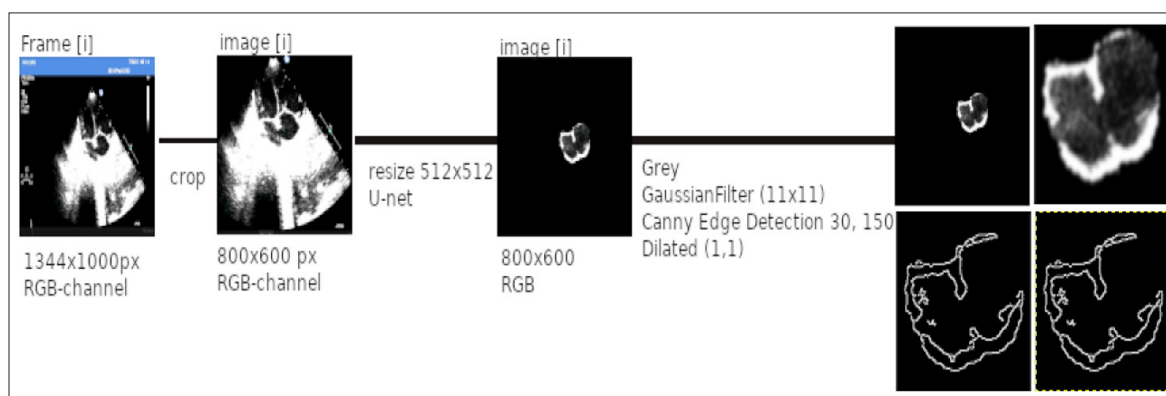 Frame [i]
1344x1000px
RGB-channel
crop
image [i]
800x600 px
RGB-channel
resize 512x512
U-net
image [i]
800x600
RGB
Grey
GaussianFilter (11x11)
Canny Edge Detection 30, 150
Dilated (1,1)